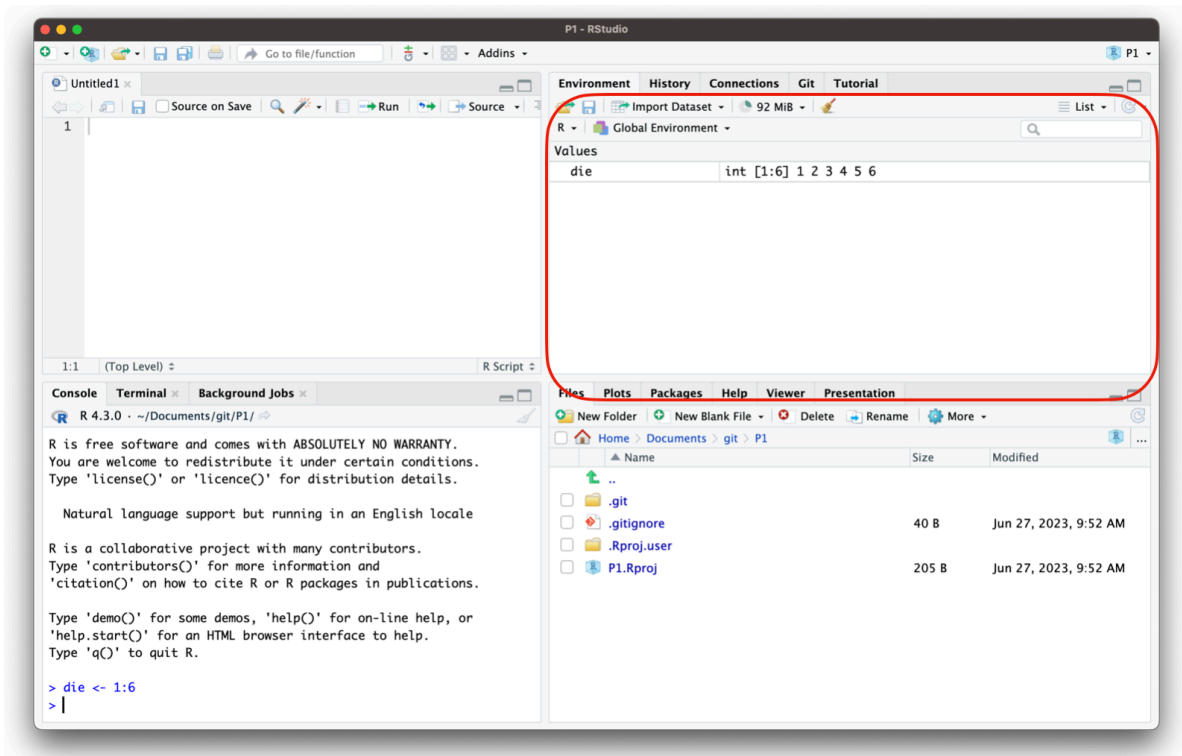 P1 - RStudio
Go to file/function Addins P1
Untitled1
Source on Save Run Source
1
1:1 (Top Level) R Script
Environment History Connections Git Tutorial
Import Dataset 92 MiB List
R Global Environment
Values
die int [1:6] 1 2 3 4 5 6
Console Terminal Background Jobs
R 4.3.0 · ~/Documents/git/P1/
R is free software and comes with ABSOLUTELY NO WARRANTY.
You are welcome to redistribute it under certain conditions.
Type 'license()' or 'licence()' for distribution details.
Natural language support but running in an English locale
R is a collaborative project with many contributors.
Type 'contributors()' for more information and
'citation()' on how to cite R or R packages in publications.
Type 'demo()' for some demos, 'help()' for on-line help, or
'help.start()' for an HTML browser interface to help.
Type 'q()' to quit R.
> die <- 1:6
>
Files Plots Packages Help Viewer Presentation
New Folder New Blank File Delete Rename More
Home > Documents > git > P1 ...
Name Size Modified
..
.git
.gitignore 40 B Jun 27, 2023, 9:52 AM
.Rproj.user
P1.Rproj 205 B Jun 27, 2023, 9:52 AM